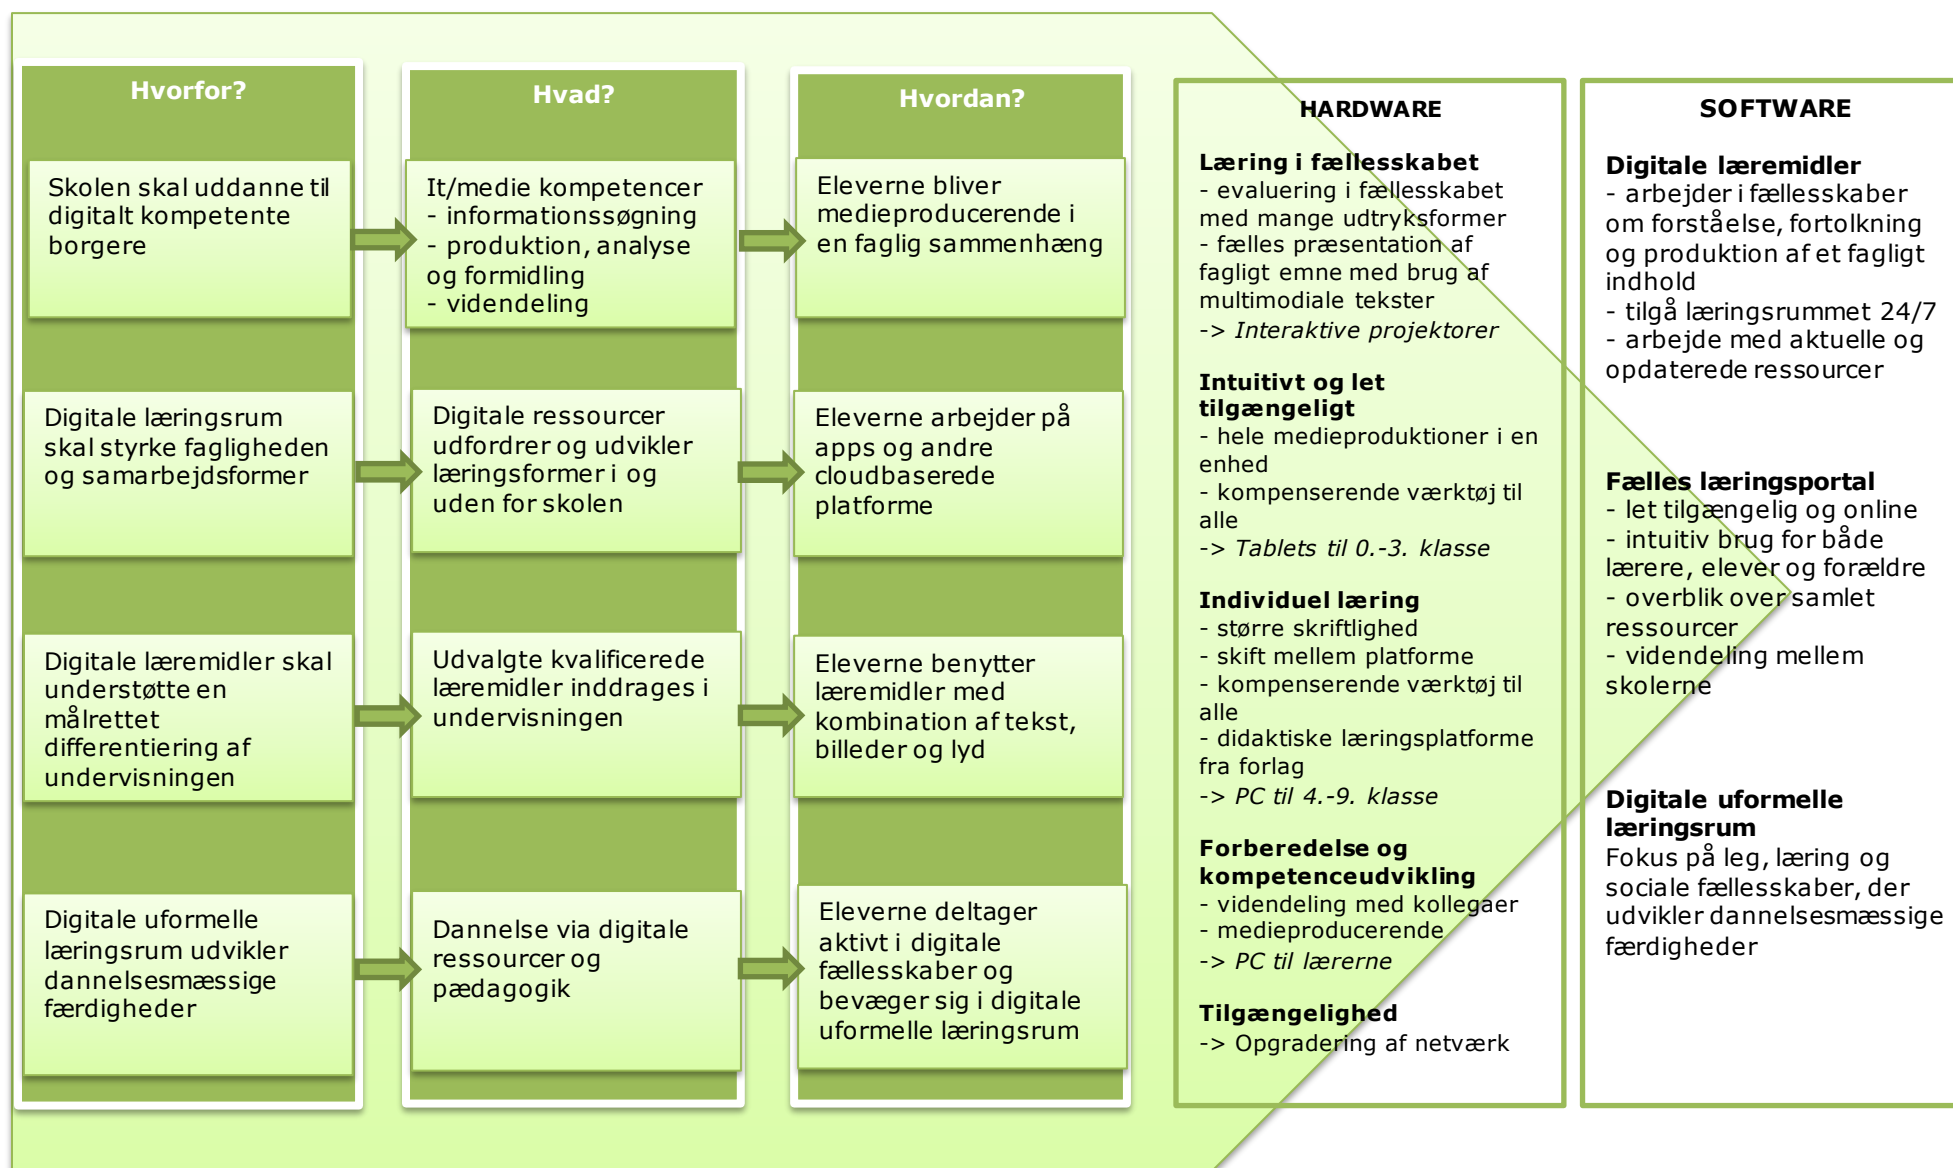 Hvorfor?
Skolen skal uddanne til
digitalt kompetente
borgere
Digitale læringsrum
skal styrke fagligheden
og samarbejdsformer
Digitale læremidler skal
understøtte en
målrettet
differentiering af
undervisningen
Digitale uformelle
læringsrum udvikler
dannelsesmæssige
færdigheder
Hvad?
It/medie kompetencer
- informationssøgning
- produktion, analyse
og formidling
- videndeling
Digitale ressourcer
udfordrer og udvikler
læringsformer i og
uden for skolen
Udvalgte kvalificerede
læremidler inddrages i
undervisningen
Dannelse via digitale
ressourcer og
pædagogik
Hvordan?
Eleverne bliver
medieproducerende i
en faglig sammenhæng
Eleverne arbejder på
apps og andre
cloudbaserede
platforme
Eleverne benytter
læremidler med
kombination af tekst,
billeder og lyd
Eleverne deltager
aktivt i digitale
fællesskaber og
bevæger sig i digitale
uformelle læringsrum
HARDWARE
Læring i fællesskabet
- evaluering i fællesskabet
med mange udtryksformer
- fælles præsentation af
fagligt emne med brug af
multimodiale tekster
-> Interaktive projektorer
Intuitivt og let
tilgængeligt
- hele medieproduktioner i en
enhed
- kompenserende værktøj til
alle
-> Tablets til 0.-3. klasse
Individuel læring
- større skriftlighed
- skift mellem platforme
- kompenserende værktøj til
alle
- didaktiske læringsplatforme
fra forlag
-> PC til 4.-9. klasse
Forberedelse og
kompetenceudvikling
- videndeling med kollegaer
- medieproducerende
-> PC til lærerne
Tilgængelighed
-> Opgradering af netværk
SOFTWARE
Digitale læremidler
- arbejder i fællesskaber
om forståelse, fortolkning
og produktion af et fagligt
indhold
- tilgå læringsrummet 24/7
- arbejde med aktuelle og
opdaterede ressourcer
Fælles læringsportal
- let tilgængelig og online
- intuitiv brug for både
lærere, elever og forældre
- overblik over samlet
ressourcer
- videndeling mellem
skolerne
Digitale uformelle
læringsrum
Fokus på leg, læring og
sociale fællesskaber, der
udvikler dannelsesmæssige
færdigheder